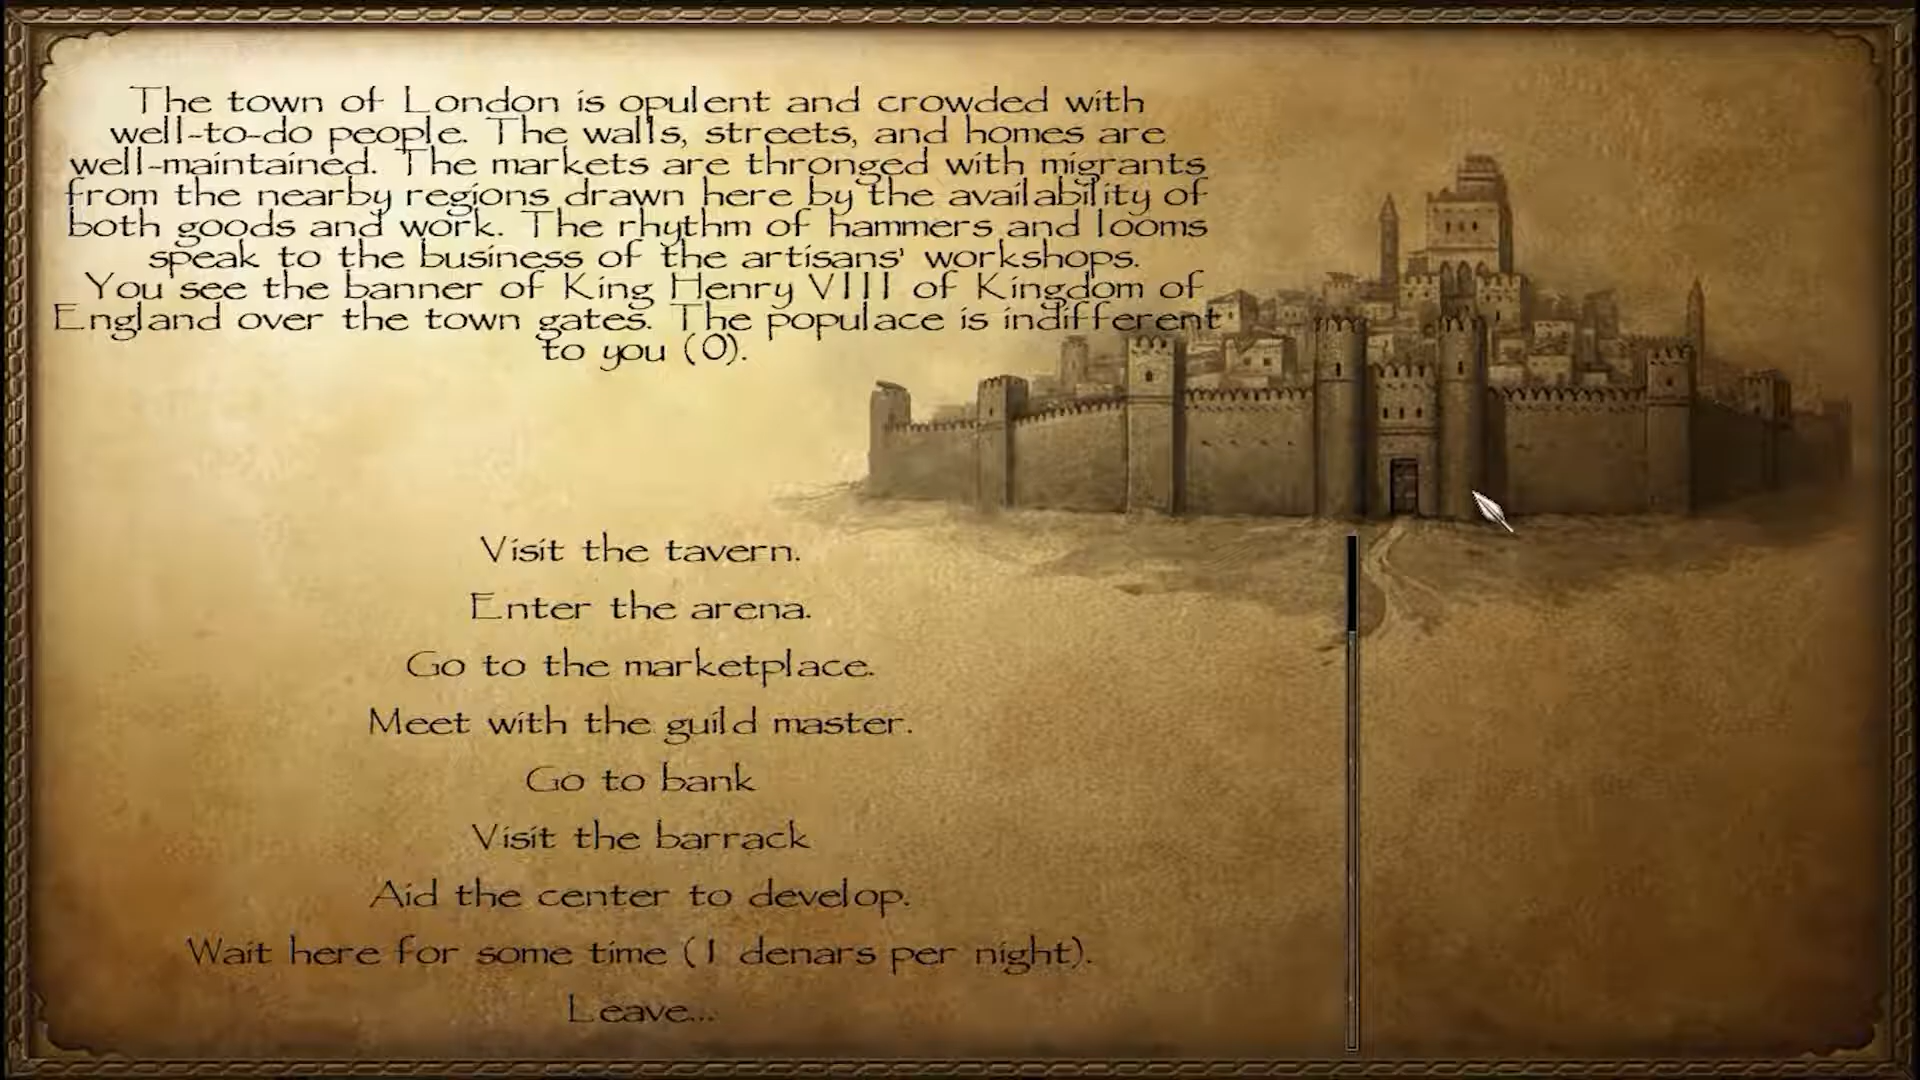 The town of London is opulent and crowded with
well-to-do people. The walls, streets, and homes are
well-maintained. The markets are thronged with migrants
from the nearby regions drawn here by the availability of
both goods and work. The rhythm of hammers and looms
speak to the business of the artisans' workshops.
You see the banner of King Henry VIII of Kingdom of
England over the town gates. The populace is indifferent
to you (0).
Visit the tavern.
Enter the arena.
Go to the marketplace.
Meet with the guild master.
Go to bank
Visit the barrack
Aid the center to develop.
Wait here for some time (1 denars per night).
Leave...